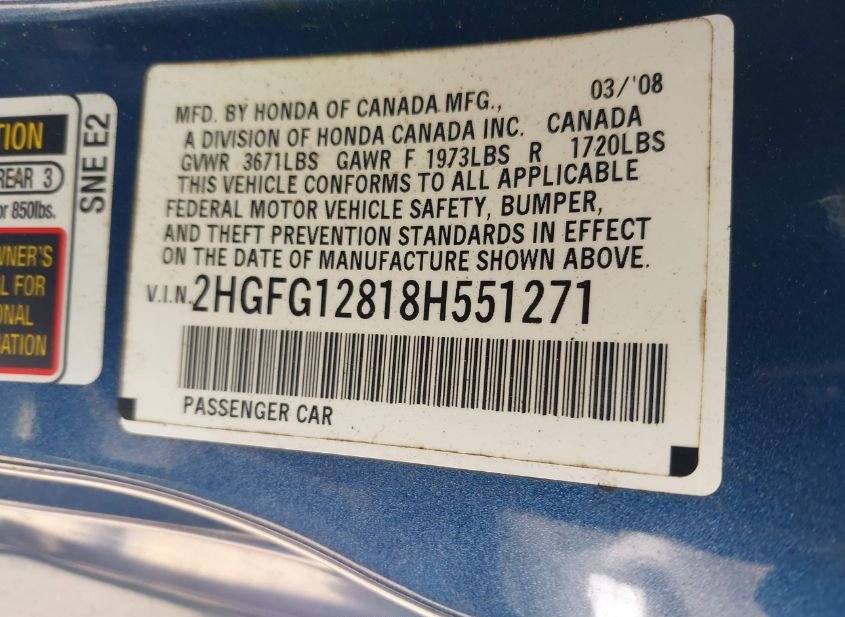 TION
REAR 3
or 850lbs.
WNER'S
L FOR
ONAL
ATION
SNE E2
03/'08
MFD. BY HONDA OF CANADA MFG.,
A DIVISION OF HONDA CANADA INC. CANADA
GVWR 3671LBS GAWR F 1973LBS R 1720LBS
THIS VEHICLE CONFORMS TO ALL APPLICABLE
FEDERAL MOTOR VEHICLE SAFETY, BUMPER,
AND THEFT PREVENTION STANDARDS IN EFFECT
ON THE DATE OF MANUFACTURE SHOWN ABOVE.
V.I.N. 2HGFG12818H551271
PASSENGER CAR